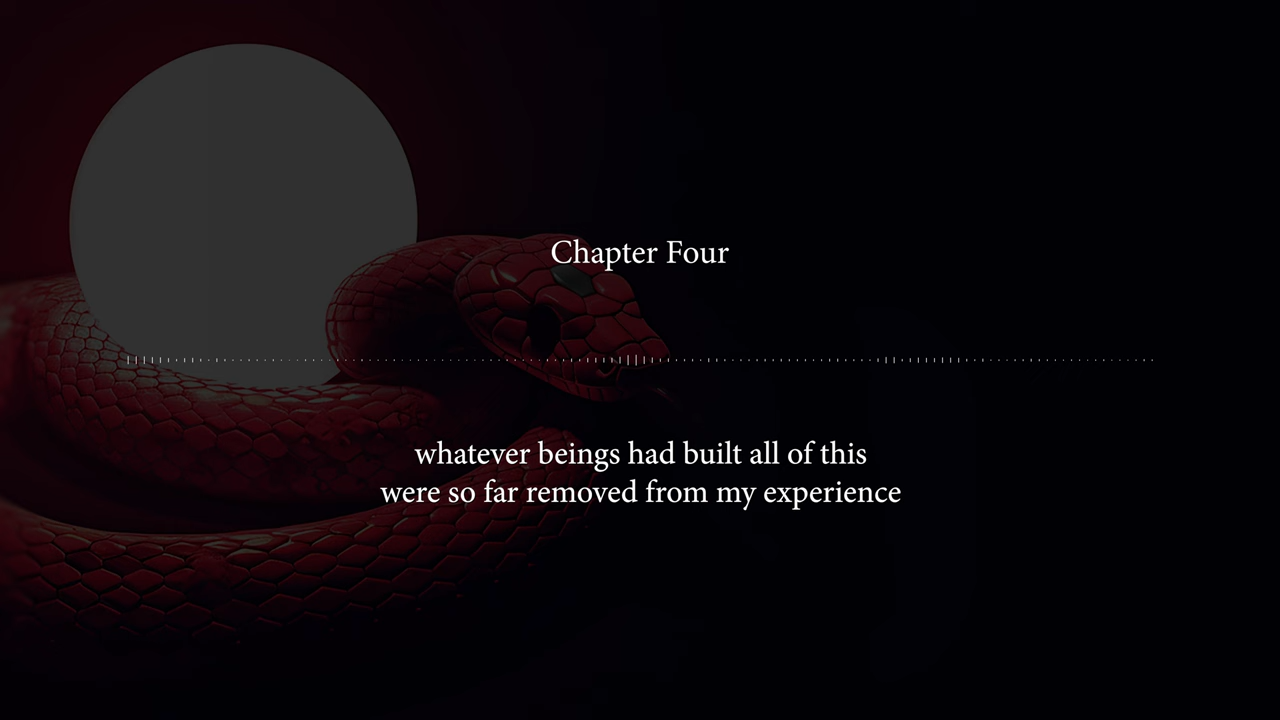 Chapter Four
whatever beings had built all of this
were so far removed from my experience